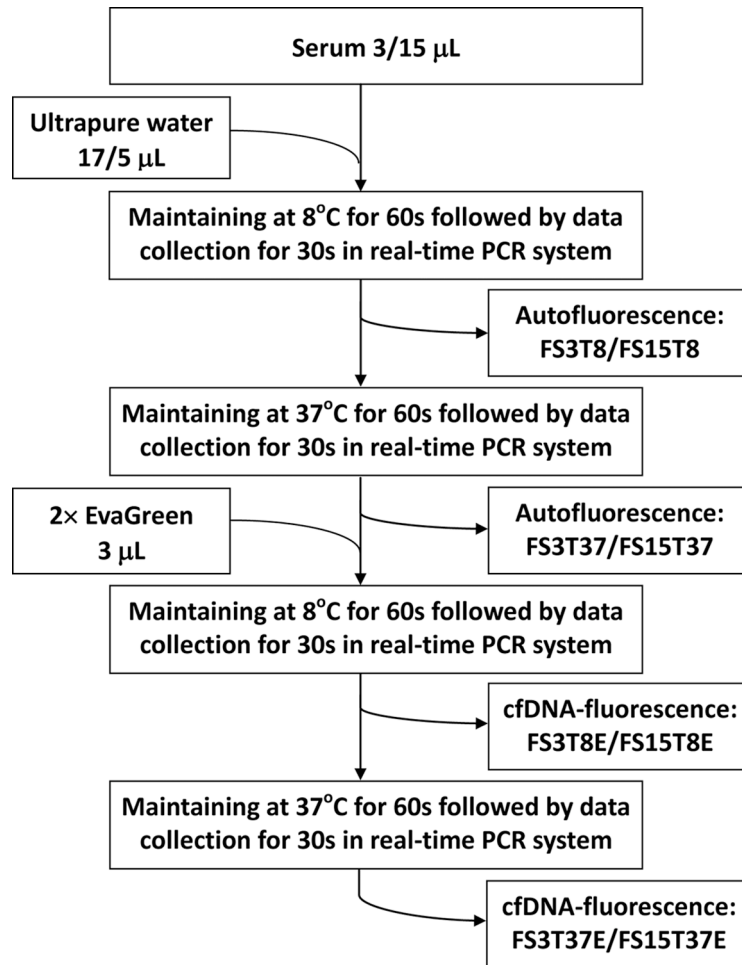 Serum 3/15 μL
Ultrapure water
17/5 μL
Maintaining at 8°C for 60s followed by data
collection for 30s in real-time PCR system
Autofluorescence:
FS3T8/FS15T8
Maintaining at 37°C for 60s followed by data
collection for 30s in real-time PCR system
Autofluorescence:
FS3T37/FS15T37
2× EvaGreen
3 μL
Maintaining at 8°C for 60s followed by data
collection for 30s in real-time PCR system
cfDNA-fluorescence:
FS3T8E/FS15T8E
Maintaining at 37°C for 60s followed by data
collection for 30s in real-time PCR system
cfDNA-fluorescence:
FS3T37E/FS15T37E